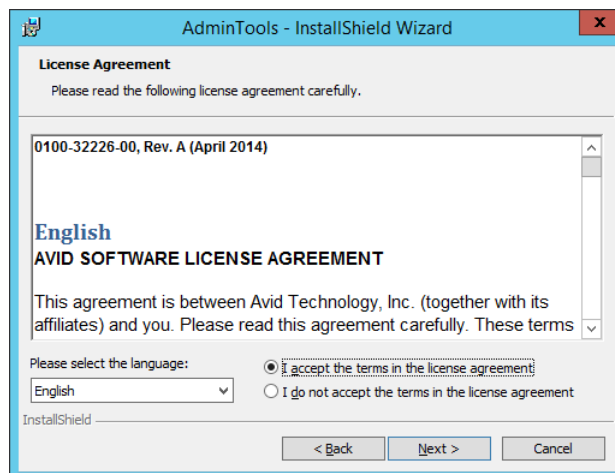 AdminTools - InstallShield Wizard
x
License Agreement
Please read the following license agreement carefully.
0100-32226-00, Rev. A (April 2014)
English
AVID SOFTWARE LICENSE AGREEMENT
This agreement is between Avid Technology, Inc. (together with its
affiliates) and you. Please read this agreement carefully. These terms
Please select the language:
English
I accept the terms in the license agreement
I do not accept the terms in the license agreement
InstallShield
< Back
Next >
Cancel